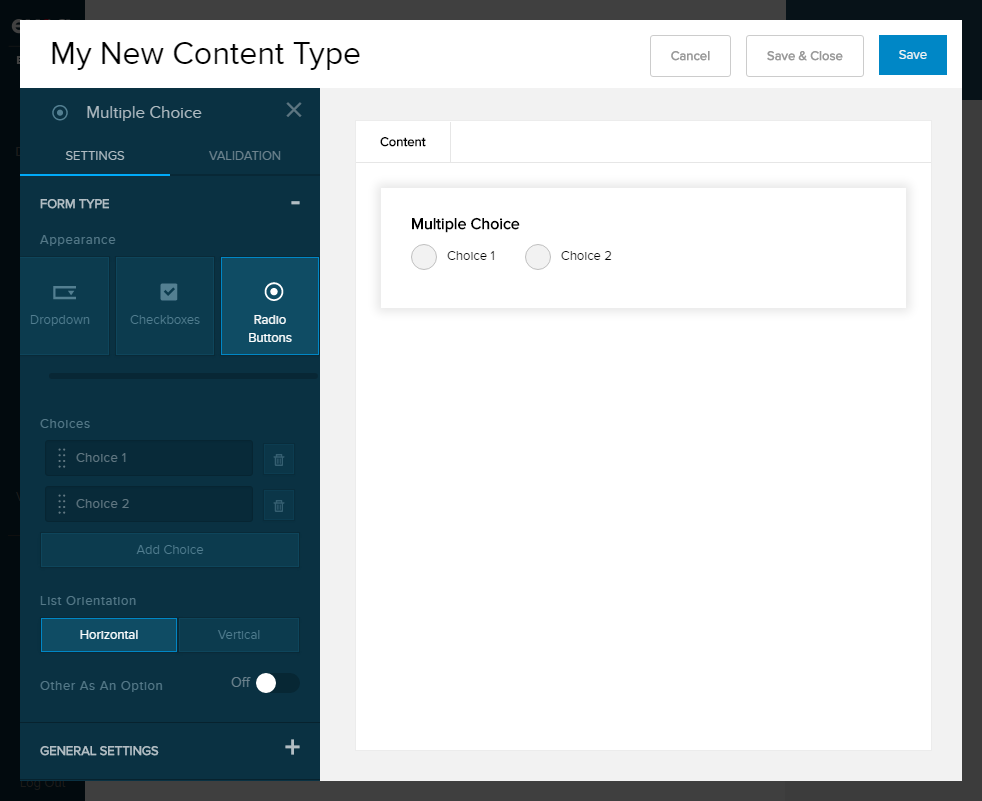 My New Content Type
Cancel
Save & Close
Save
Multiple Choice
SETTINGS
VALIDATION
FORM TYPE
Appearance
Dropdown
Checkboxes
Radio
Buttons
Choices
Choice 1
Choice 2
Add Choice
List Orientation
Horizontal
Vertical
Other As An Option
Off
GENERAL SETTINGS
Log Out
Content
Multiple Choice
Choice 1
Choice 2